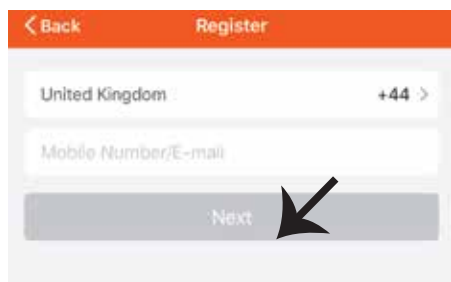 < Back Register
United Kingdom +44 >
Mobile Number/E-mail
Next